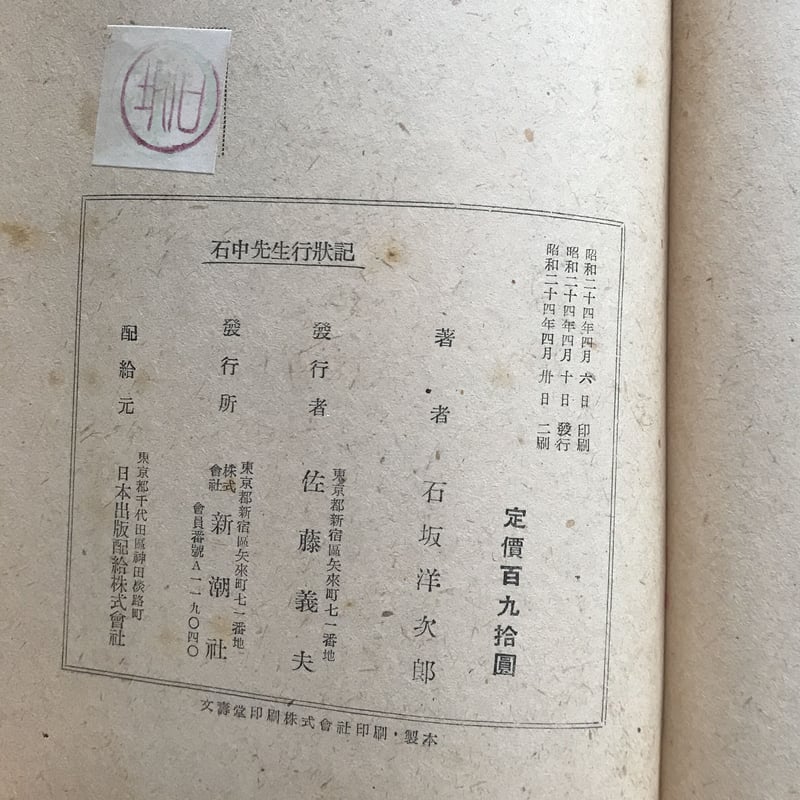 石中先生行狀記
昭和二十四年四月六日 印刷
昭和二十四年四月十日 發行
昭和二十四年四月卅日 二刷
定價百九拾圓
著者 石坂洋次郎
東京都新宿區矢來町七一番地
發行者 佐藤義夫
東京都新宿區矢來町七一番地
發行所 株式會社 新潮社
會員番號A一一九〇四〇
東京都千代田區神田淡路町
配給元 日本出版配給株式會社
文壽堂印刷株式會社印刷・製本